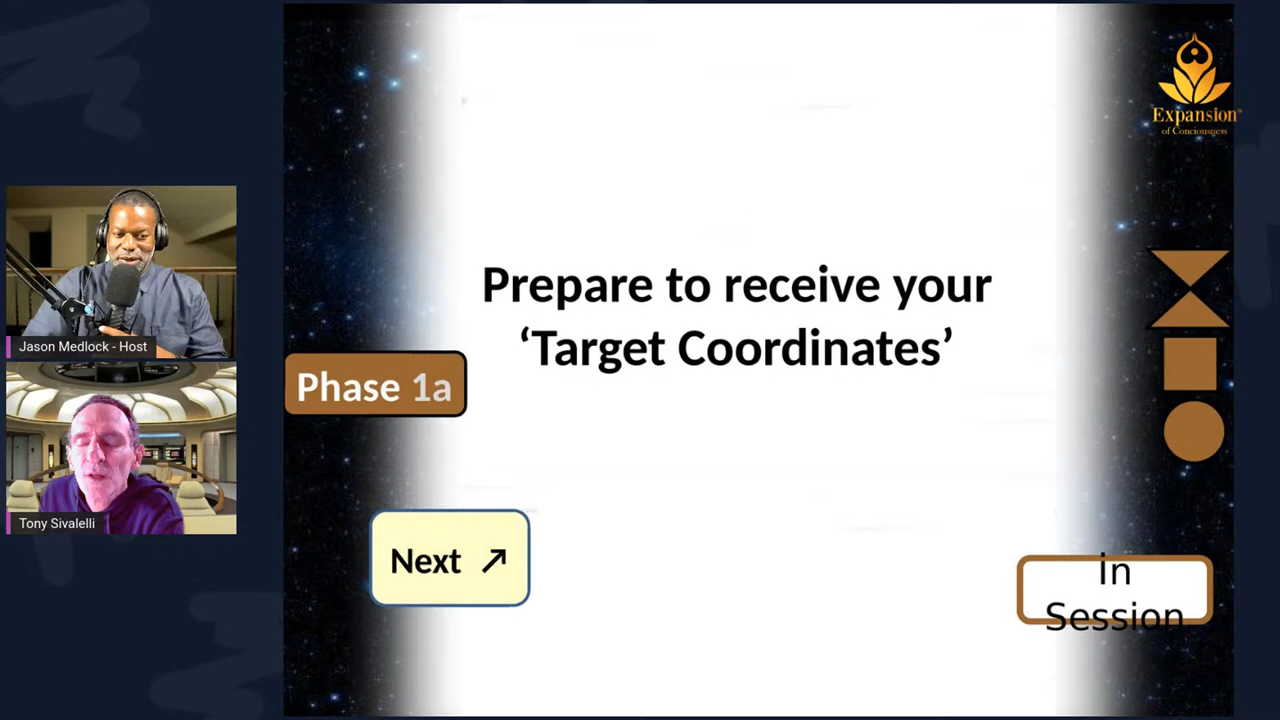 Expansion
of Conciousness
Prepare to receive your
‘Target Coordinates’
Jason Medlock - Host
Phase 1a
Tony Sivalelli
Next ↗
In
Session